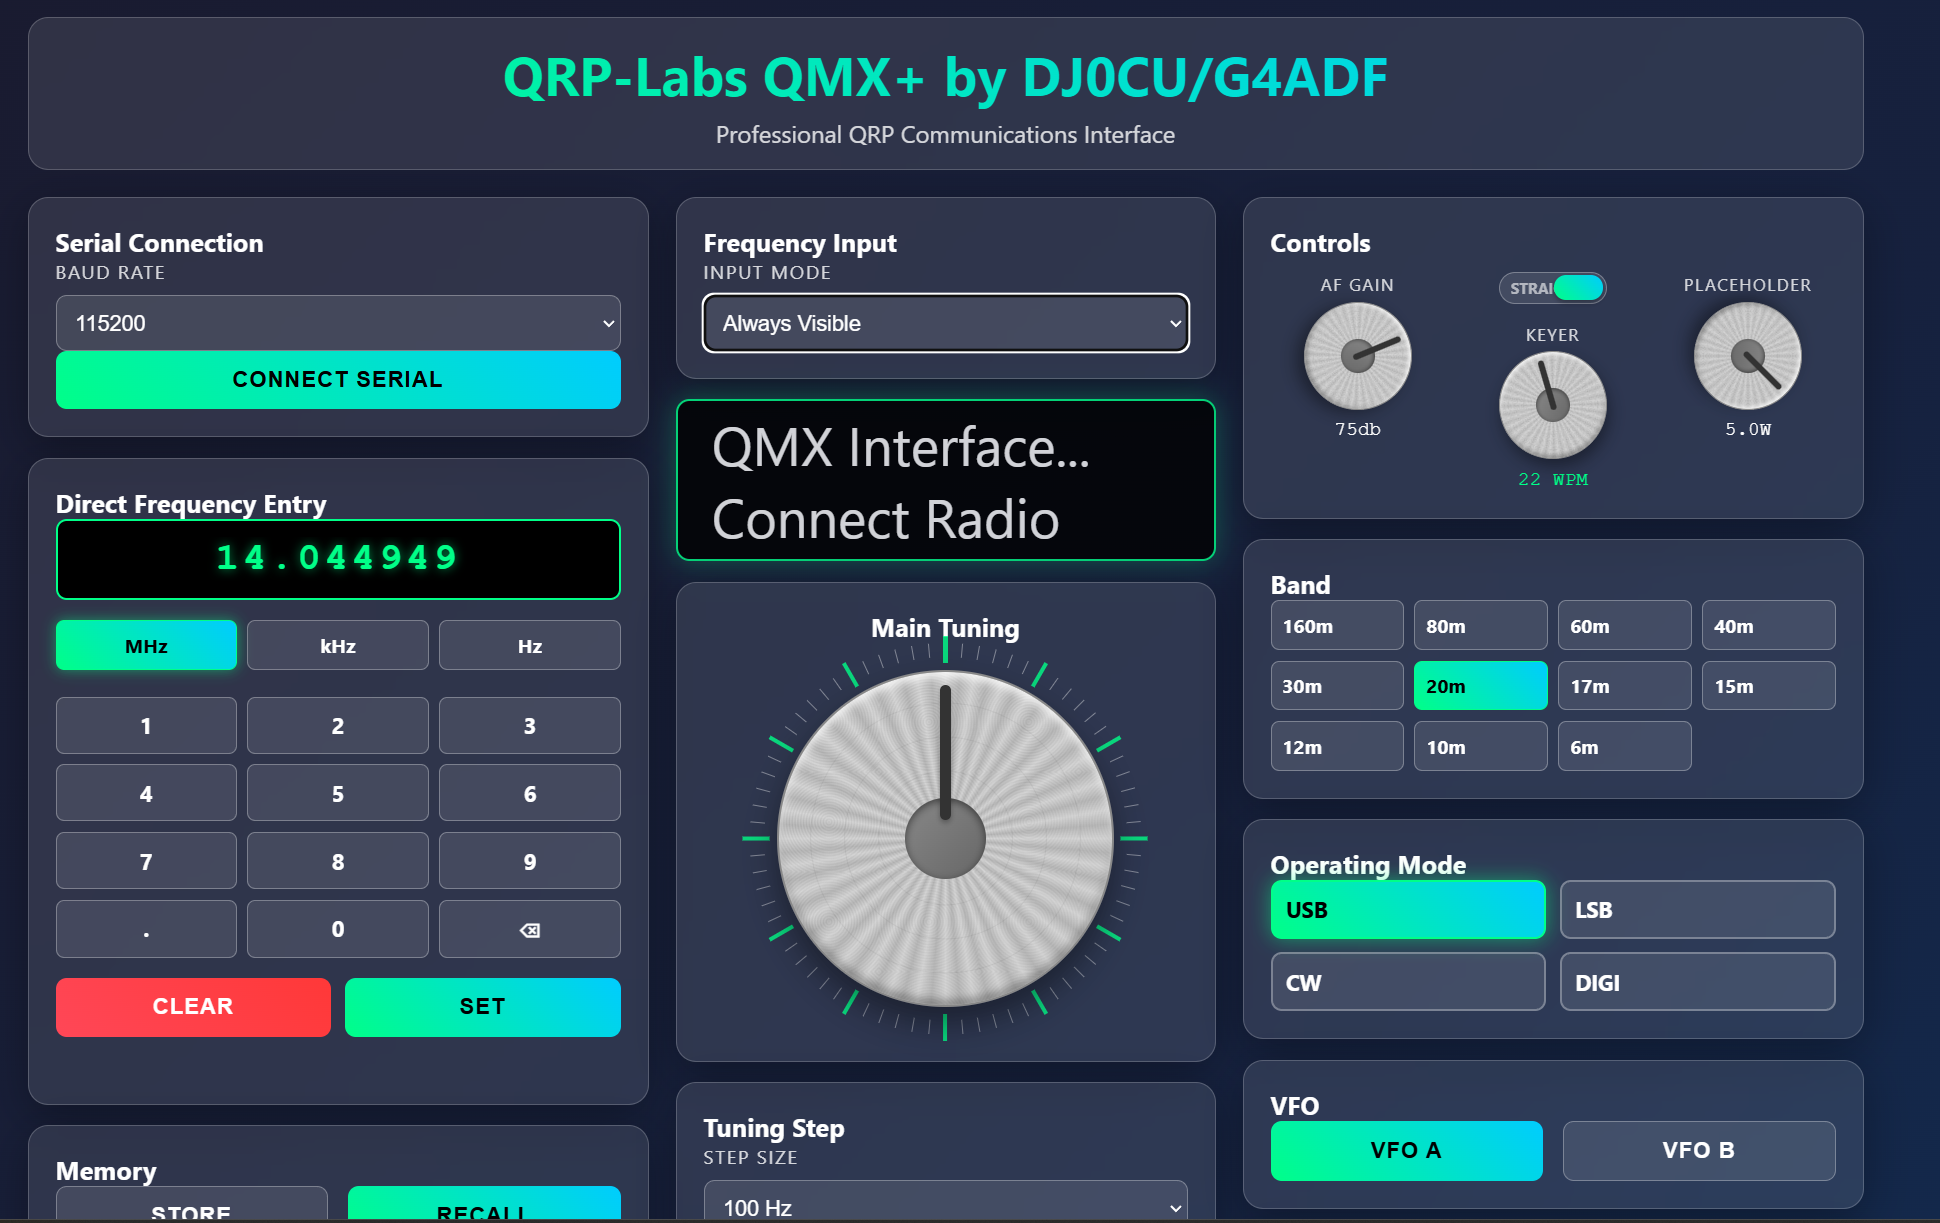 QRP-Labs QMX+ by DJ0CU/G4ADF
Professional QRP Communications Interface
Serial Connection
BAUD RATE
115200
CONNECT SERIAL
Direct Frequency Entry
14.044949
MHz kHz Hz
1 2 3
4 5 6
7 8 9
. 0
CLEAR SET
Memory
STORE RECALL
Frequency Input
INPUT MODE
Always Visible
QMX Interface...
Connect Radio
Main Tuning
Tuning Step
STEP SIZE
100 Hz
Controls
AF GAIN
75db
STRAI
KEYER
22 WPM
PLACEHOLDER
5.0W
Band
160m 80m 60m 40m
30m 20m 17m 15m
12m 10m 6m
Operating Mode
USB LSB
CW DIGI
VFO
VFO A VFO B